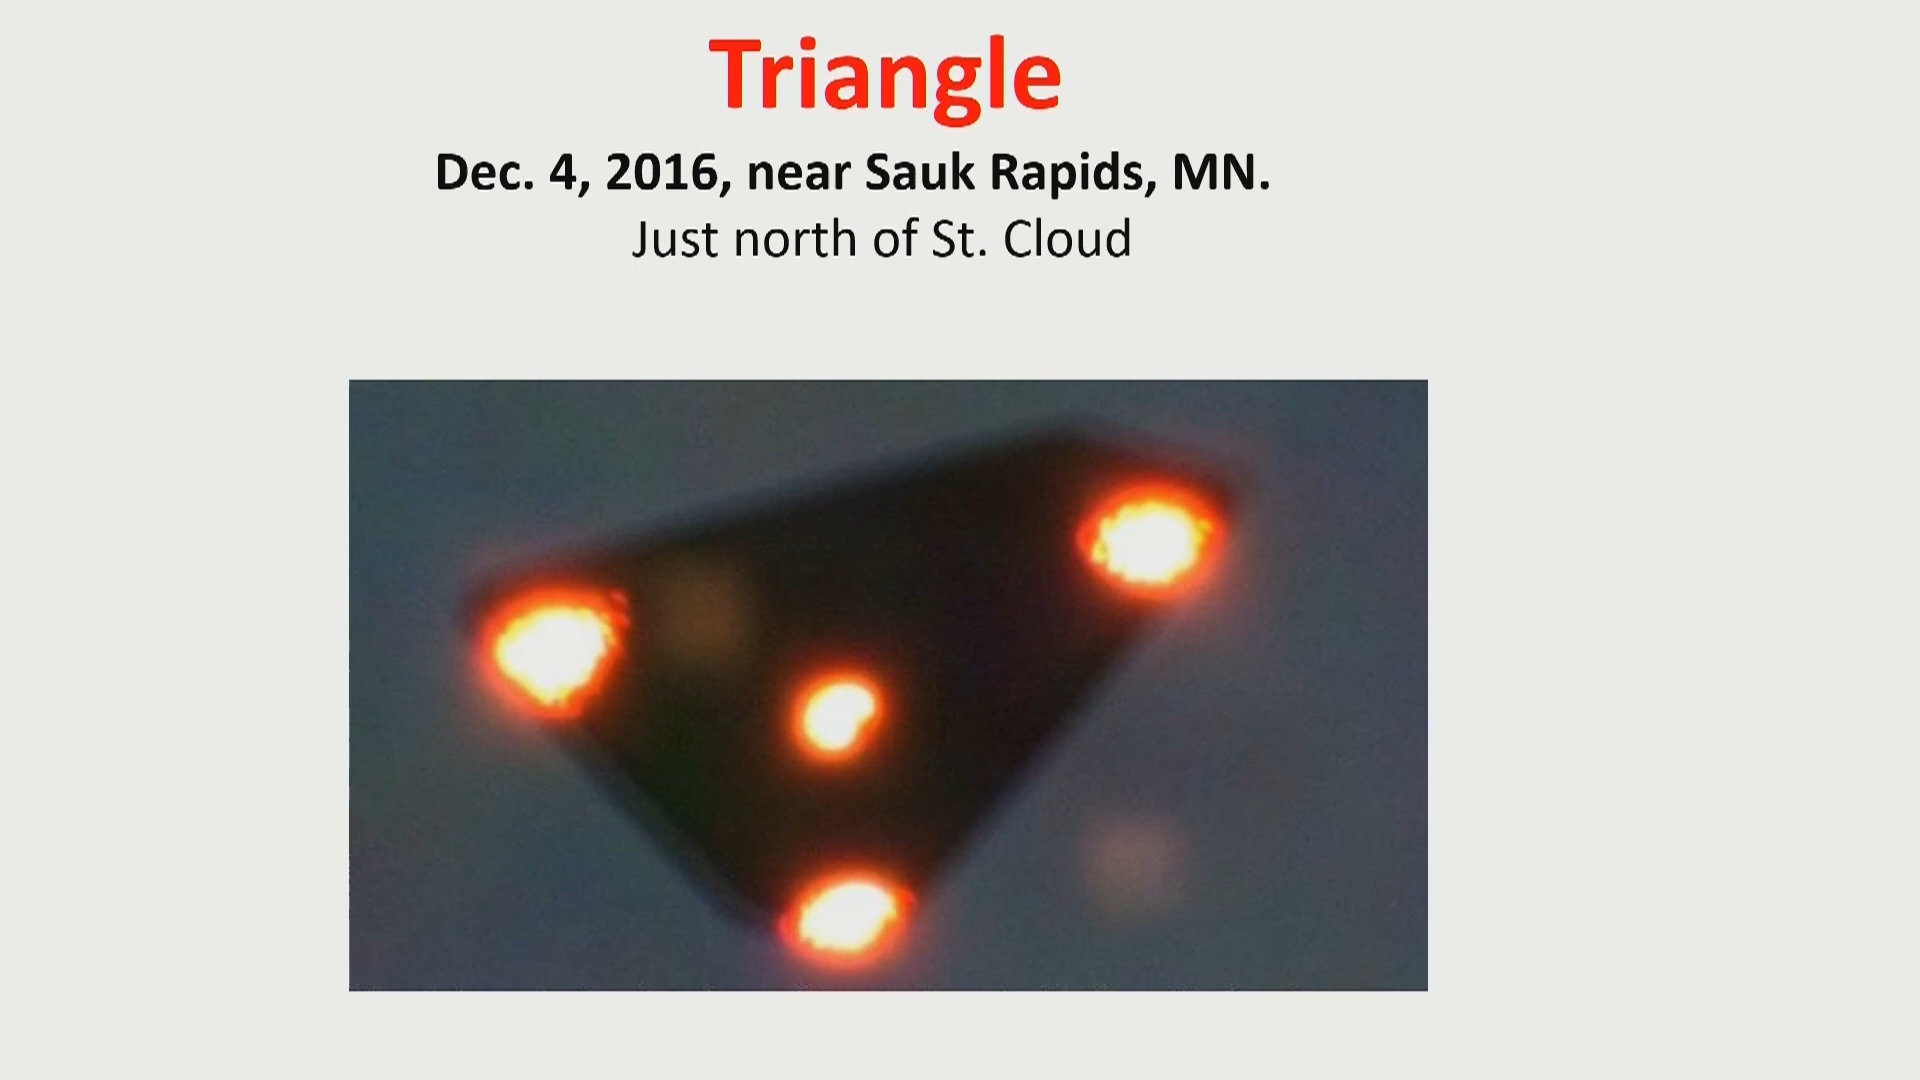 Triangle
Dec. 4, 2016, near Sauk Rapids, MN.
Just north of St. Cloud